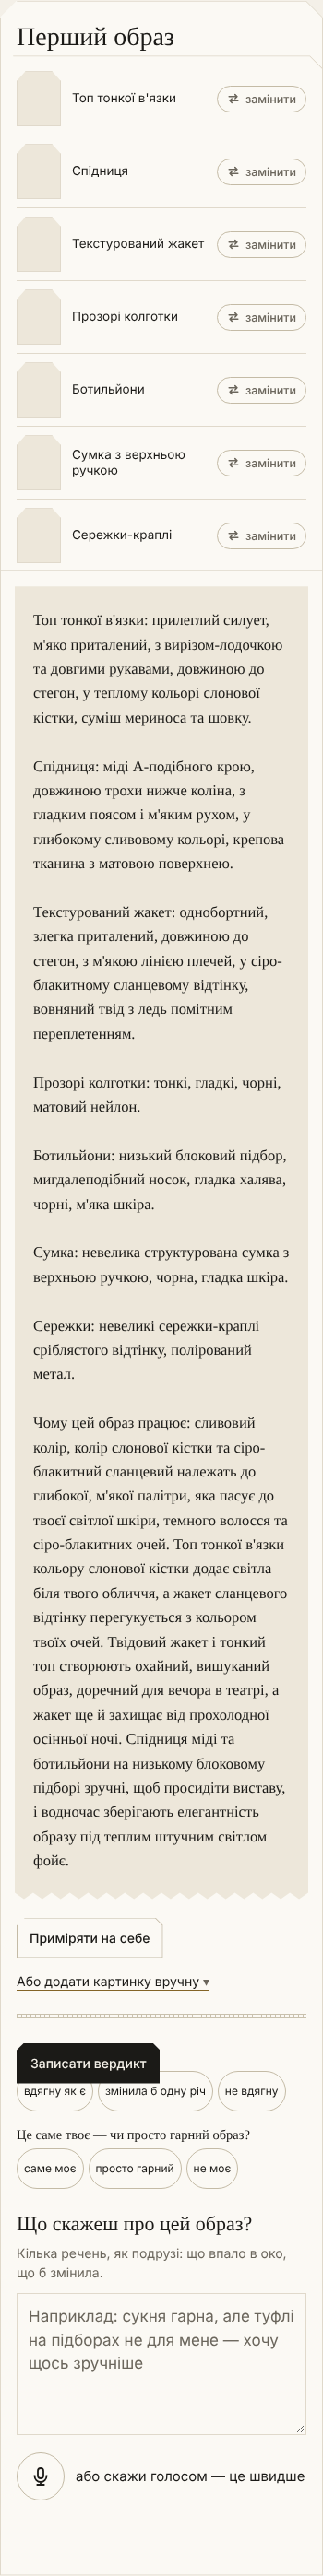 Перший образ
Топ тонкої в'язки
замінити
Спідниця
замінити
Текстурований жакет
замінити
Прозорі колготки
замінити
Ботильйони
замінити
Сумка з верхньою
ручкою
замінити
Сережки-краплі
замінити
Топ тонкої в'язки: прилеглий силует,
м'яко приталений, з вирізом-лодочкою
та довгими рукавами, довжиною до
стегон, у теплому кольорі слонової
кістки, суміш мериноса та шовку.
Спідниця: міді А-подібного крою,
довжиною трохи нижче коліна, з
гладким поясом і м'яким рухом, у
глибокому сливовому кольорі, крепова
тканина з матовою поверхнею.
Текстурований жакет: однобортний,
злегка приталений, довжиною до
стегон, з м'якою лінією плечей, у сіро-
блакитному сланцевому відтінку,
вовняний твід з ледь помітним
переплетенням.
Прозорі колготки: тонкі, гладкі, чорні,
матовий нейлон.
Ботильйони: низький блоковий підбор,
мигдалеподібний носок, гладка халява,
чорні, м'яка шкіра.
Сумка: невелика структурована сумка з
верхньою ручкою, чорна, гладка шкіра.
Сережки: невеликі сережки-краплі
сріблястого відтінку, полірований
метал.
Чому цей образ працює: сливовий
колір, колір слонової кістки та сіро-
блакитний сланцевий належать до
глибокої, м'якої палітри, яка пасує до
твоєї світлої шкіри, темного волосся та
сіро-блакитних очей. Топ тонкої в'язки
кольору слонової кістки додає світла
біля твого обличчя, а жакет сланцевого
відтінку перегукується з кольором
твоїх очей. Твідовий жакет і тонкий
топ створюють охайний, вишуканий
образ, доречний для вечора в театрі, а
жакет ще й захищає від прохолодної
осінньої ночі. Спідниця міді та
ботильйони на низькому блоковому
підборі зручні, щоб просидіти виставу,
і водночас зберігають елегантність
образу під теплим штучним світлом
фойє.
Приміряти на себе
Або додати картинку вручну ▾
Записати вердикт
вдягну як є
змінила б одну річ
не вдягну
Це саме твоє — чи просто гарний образ?
саме моє
просто гарний
не моє
Що скажеш про цей образ?
Кілька речень, як подрузі: що впало в око,
що б змінила.
Наприклад: сукня гарна, але туфлі
на підборах не для мене — хочу
щось зручніше
або скажи голосом — це швидше